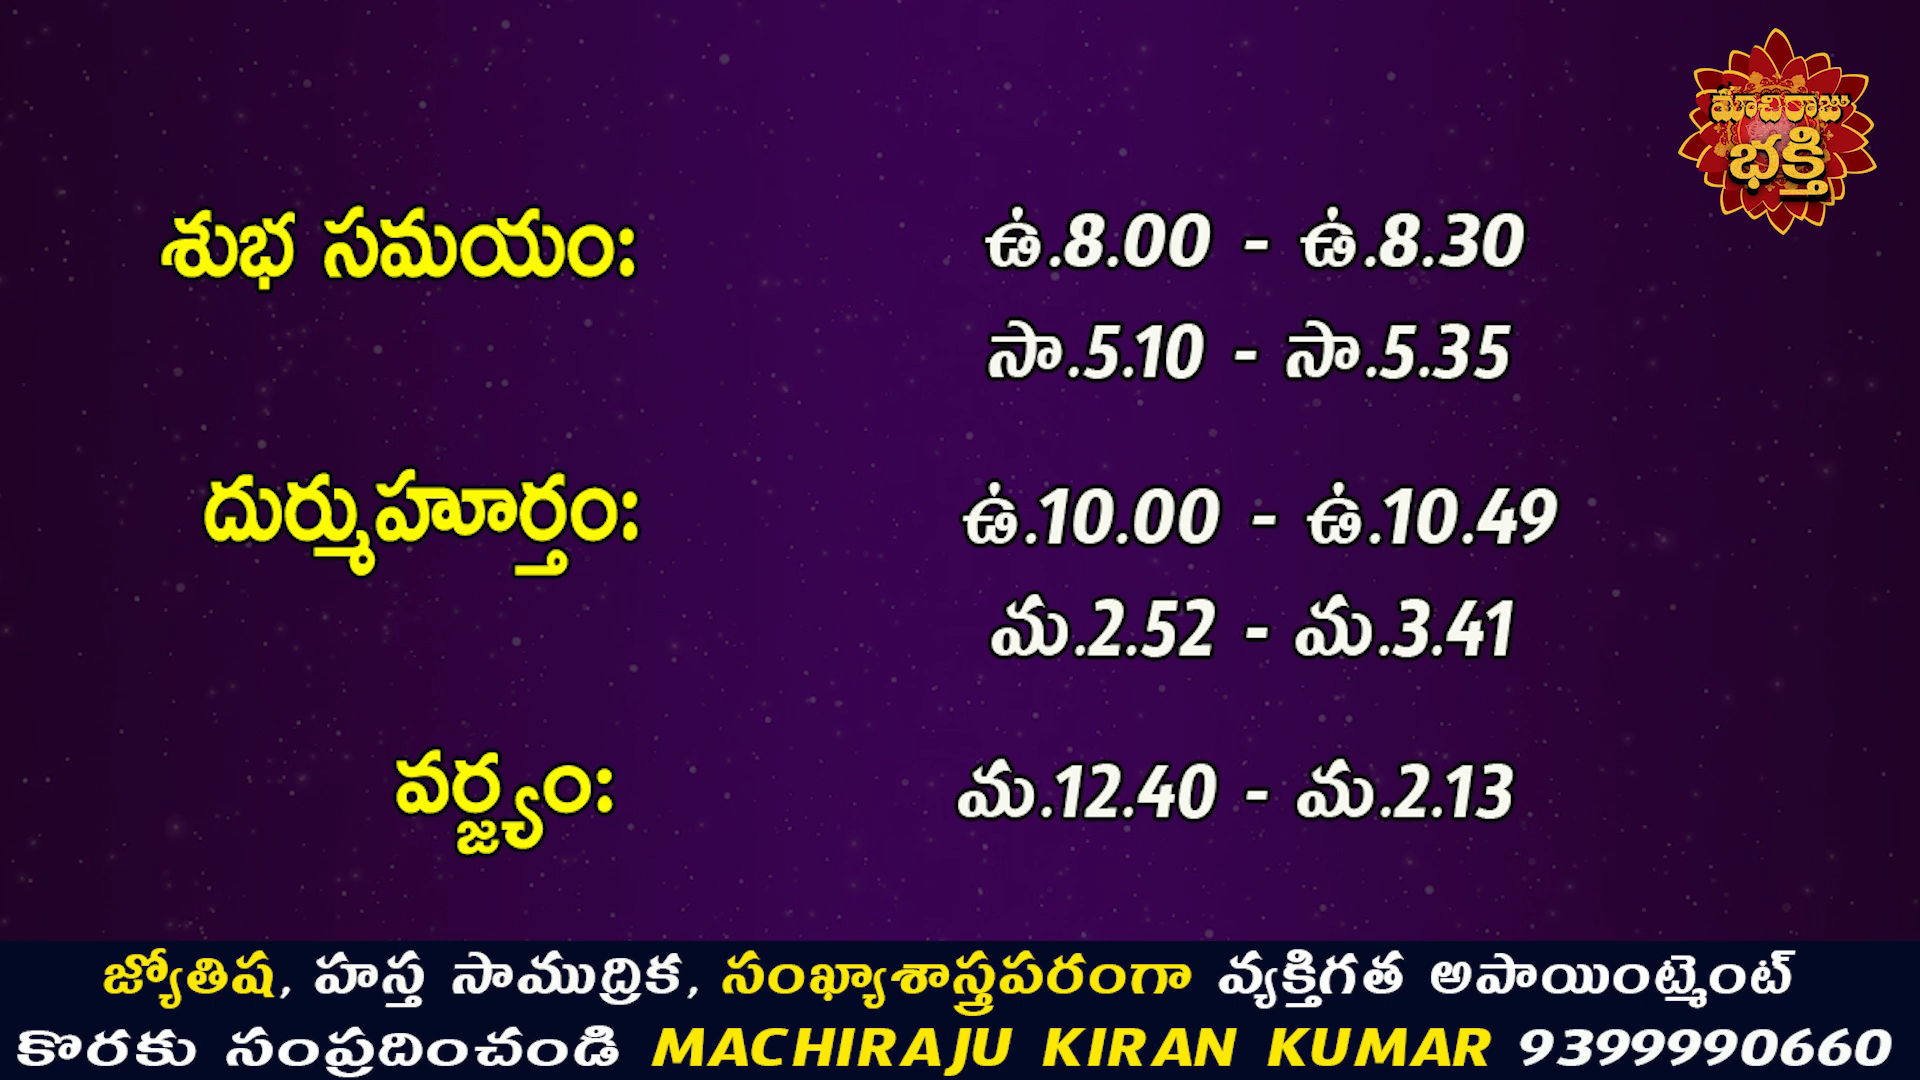 మాచిరాజు
భక్తి
శుభ సమయం: ఉ.8.00 - ఉ.8.30
సా.5.10 - సా.5.35
దుర్ముహూర్తం: ఉ.10.00 - ఉ.10.49
మ.2.52 - మ.3.41
వర్జ్యం: మ.12.40 - మ.2.13
జ్యోతిష, హస్త సాముద్రిక, సంఖ్యాశాస్త్రపరంగా వ్యక్తిగత అపాయింట్మెంట్
కొరకు సంప్రదించండి MACHIRAJU KIRAN KUMAR 9399990660